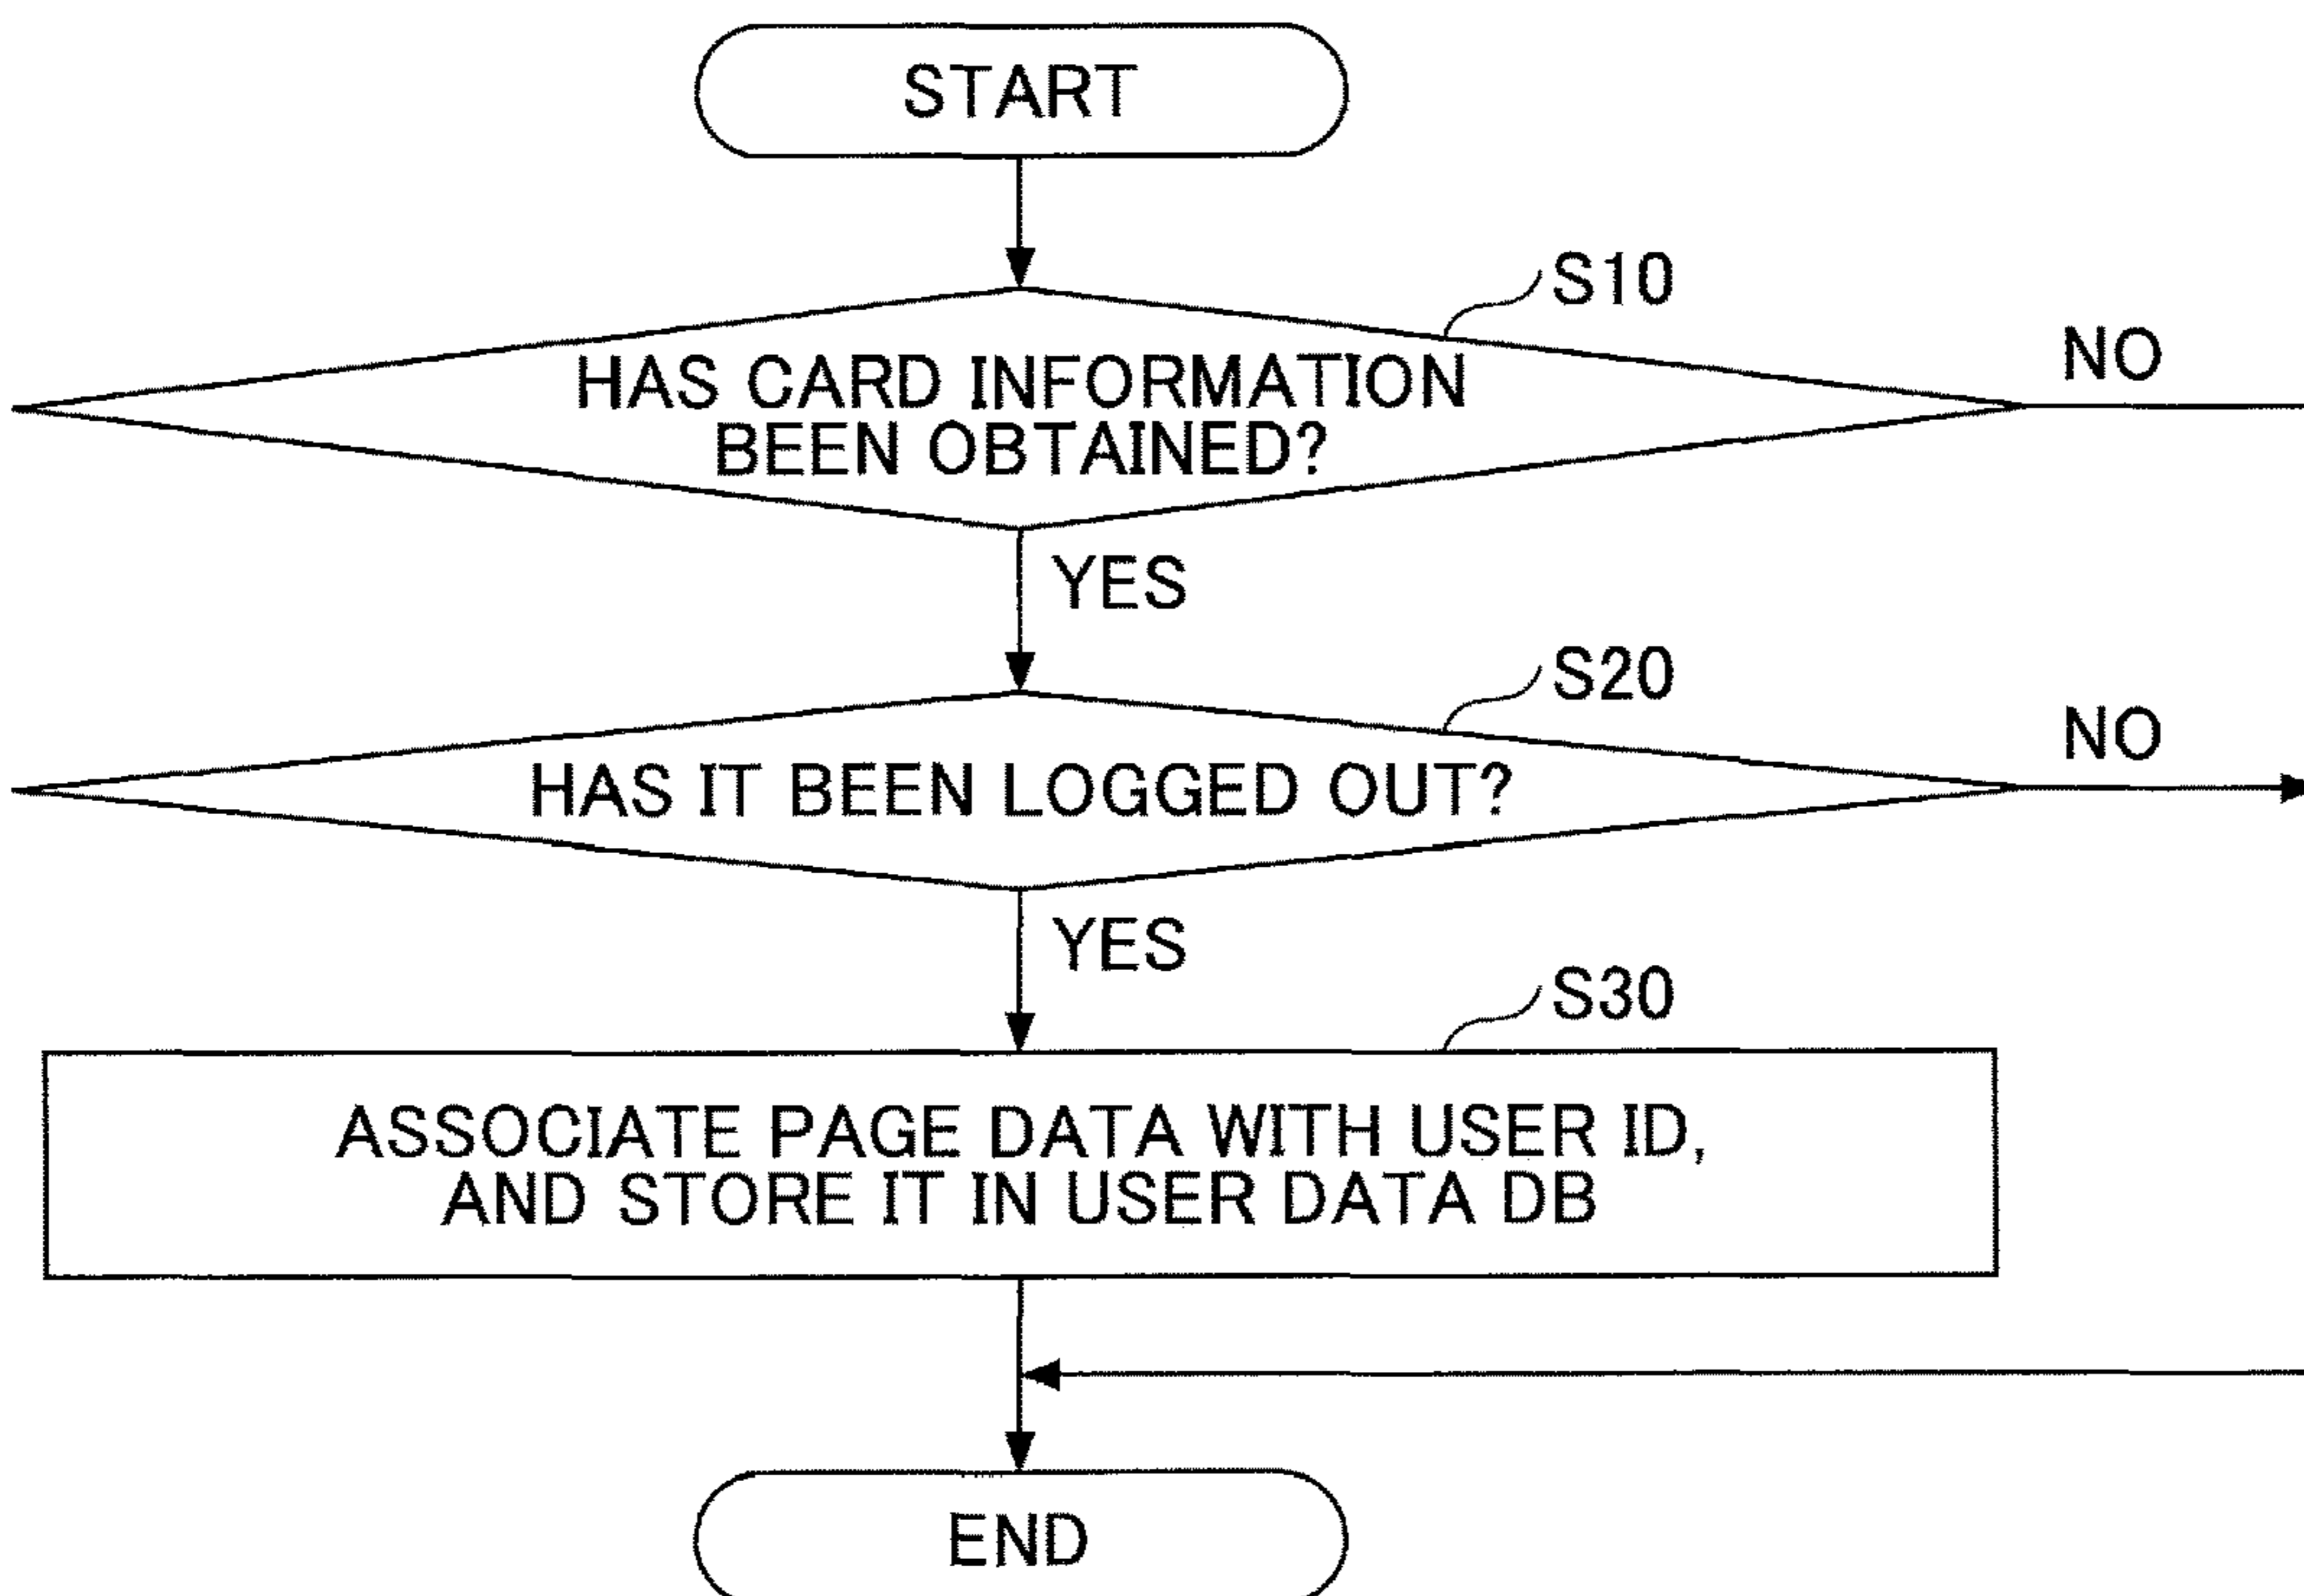 START
S10
HAS CARD INFORMATION
BEEN OBTAINED?
NO
YES
S20
HAS IT BEEN LOGGED OUT?
NO
YES
S30
ASSOCIATE PAGE DATA WITH USER ID,
AND STORE IT IN USER DATA DB
END